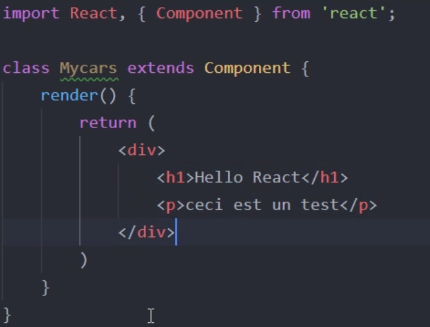 import React, { Component } from 'react';
class Mycars extends Component {
render() {
return (
<div>
<h1>Hello React</h1>
<p>ceci est un test</p>
</div>
)
}
}